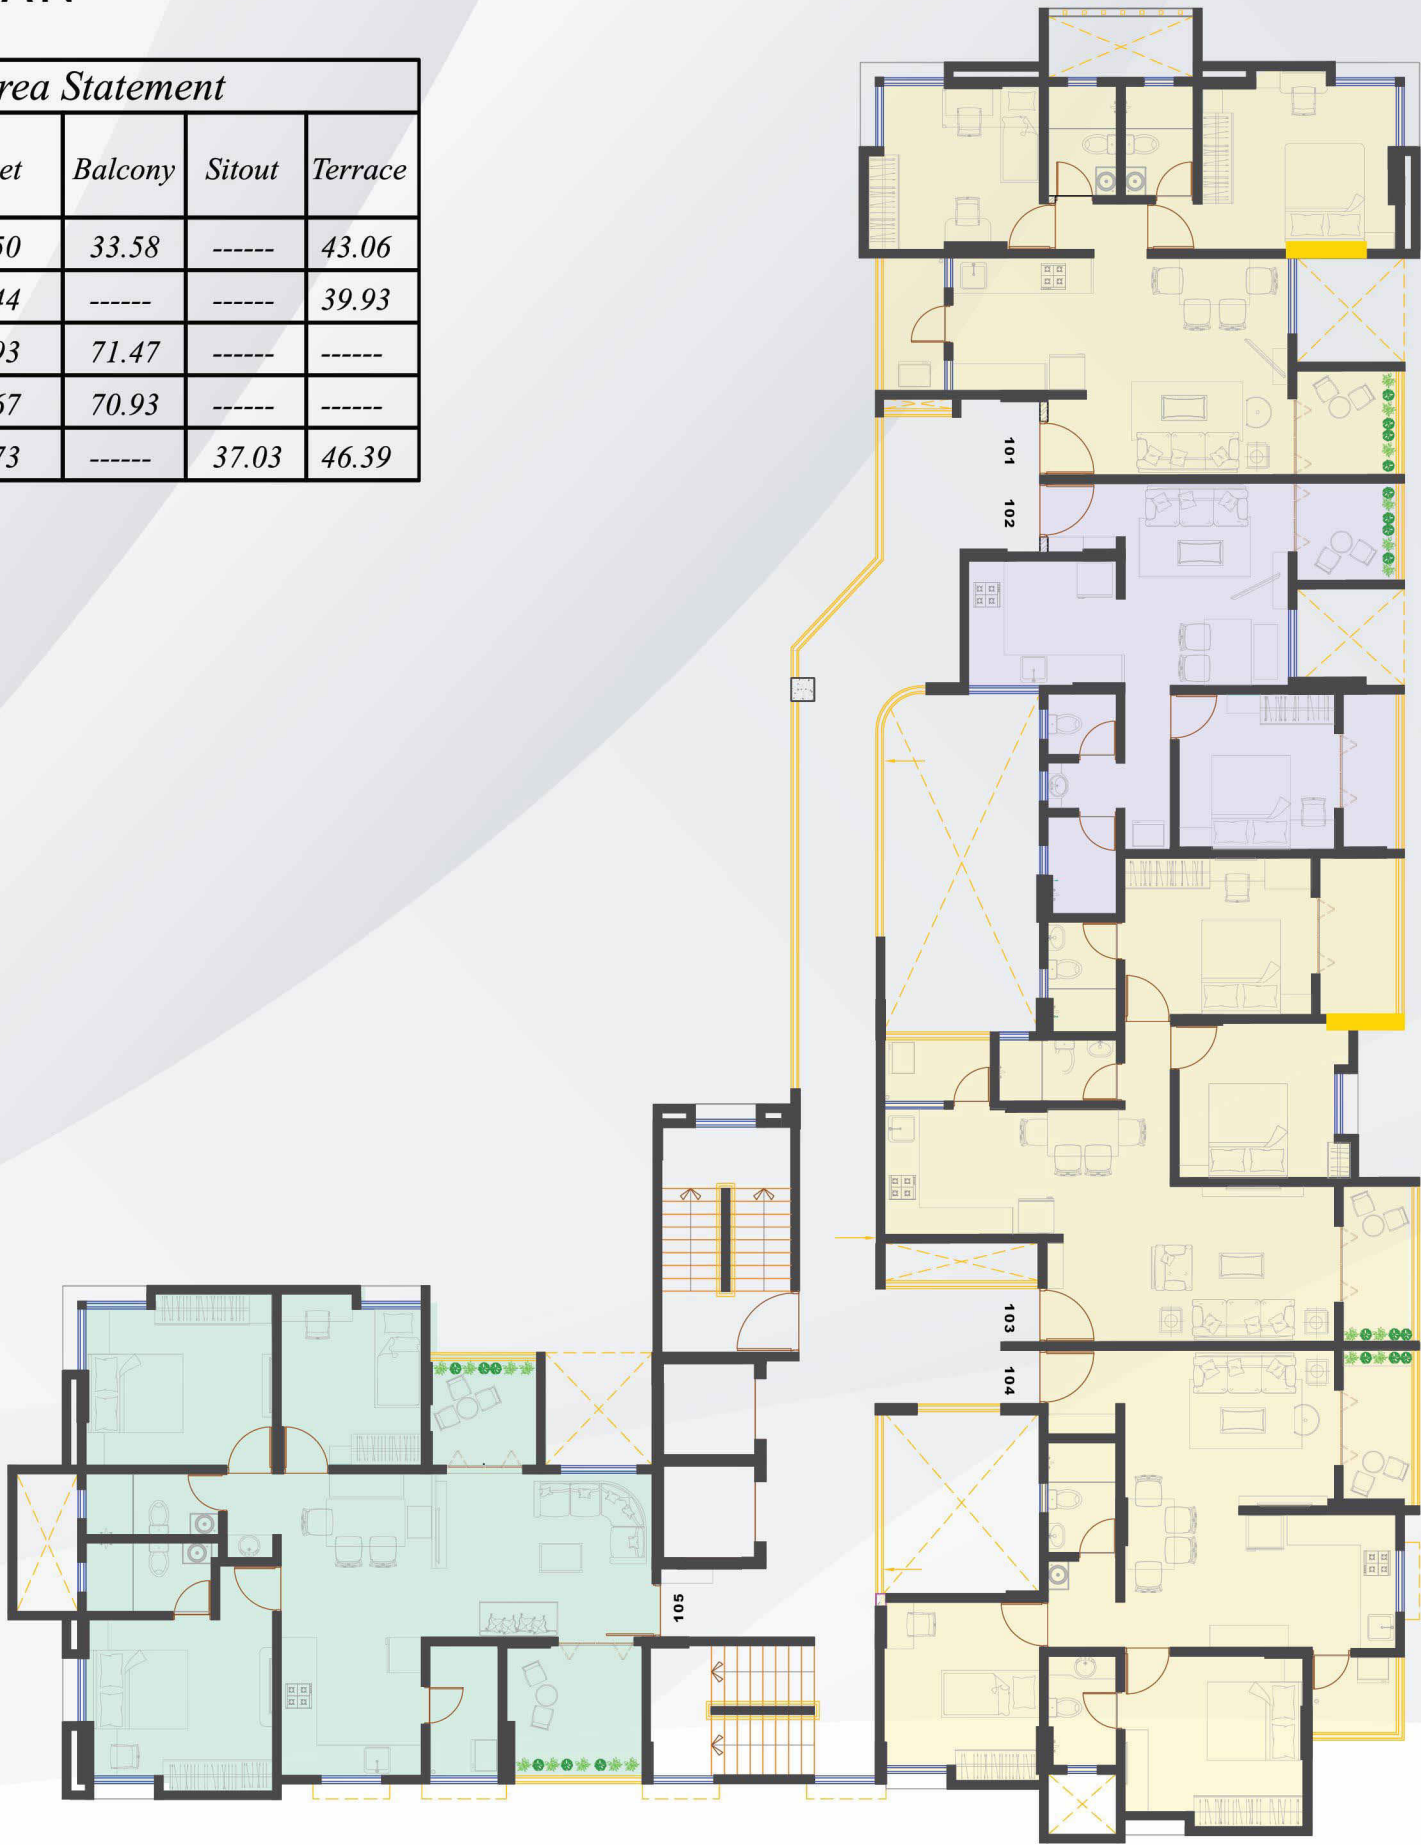 rea Statement
et Balcony Sitout Terrace
50 33.58 ------ 43.06
44 ------ ------ 39.93
93 71.47 ------ ------
67 70.93 ------ ------
73 ------ 37.03 46.39
101
102
103
104
105